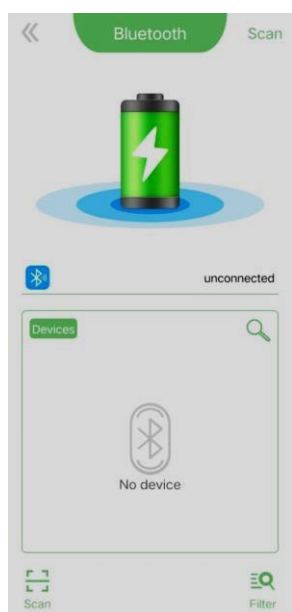 Bluetooth
Scan
unconnected
Devices
No device
Scan
Filter